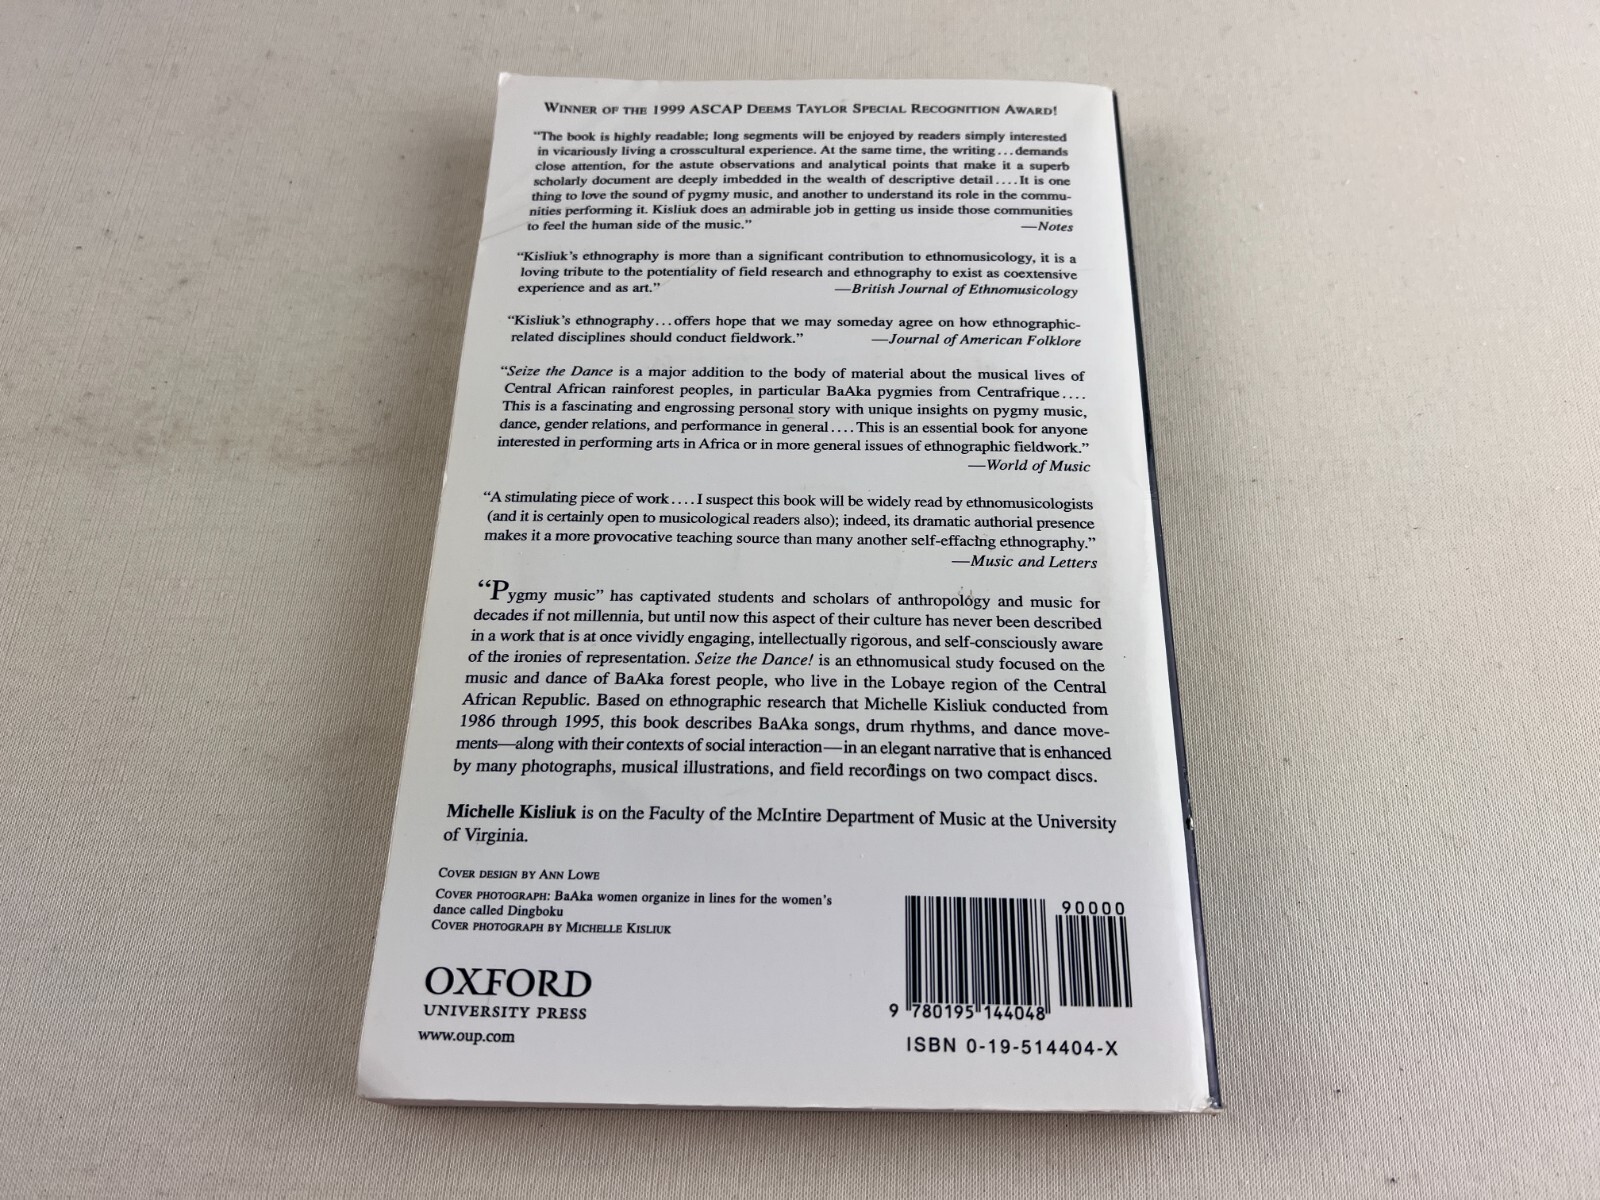 WINNER OF THE 1999 ASCAP DEEMS TAYLOR SPECIAL RECOGNITION AWARD!
"The book is highly readable; long segments will be enjoyed by readers simply interested
in vicariously living a crosscultural experience. At the same time, the writing...demands
close attention, for the astute observations and analytical points that make it a superb
scholarly document are deeply imbedded in the wealth of descriptive detail....It is one
thing to love the sound of pygmy music, and another to understand its role in the commu-
nities performing it. Kisliuk does an admirable job in getting us inside those communities
to feel the human side of the music." —Notes
"Kisliuk's ethnography is more than a significant contribution to ethnomusicology, it is a
loving tribute to the potentiality of field research and ethnography to exist as coextensive
experience and as art." —British Journal of Ethnomusicology
"Kisliuk's ethnography...offers hope that we may someday agree on how ethnographic-
related disciplines should conduct fieldwork." —Journal of American Folklore
"Seize the Dance is a major addition to the body of material about the musical lives of
Central African rainforest peoples, in particular BaAka pygmies from Centrafrique....
This is a fascinating and engrossing personal story with unique insights on pygmy music,
dance, gender relations, and performance in general....This is an essential book for anyone
interested in performing arts in Africa or in more general issues of ethnographic fieldwork."
—World of Music
"A stimulating piece of work....I suspect this book will be widely read by ethnomusicologists
(and it is certainly open to musicological readers also); indeed, its dramatic authorial presence
makes it a more provocative teaching source than many another self-effacing ethnography."
—Music and Letters
"Pygmy music" has captivated students and scholars of anthropology and music for
decades if not millennia, but until now this aspect of their culture has never been described
in a work that is at once vividly engaging, intellectually rigorous, and self-consciously aware
of the ironies of representation. Seize the Dance! is an ethnomusical study focused on the
music and dance of BaAka forest people, who live in the Lobaye region of the Central
African Republic. Based on ethnographic research that Michelle Kisliuk conducted from
1986 through 1995, this book describes BaAka songs, drum rhythms, and dance move-
ments—along with their contexts of social interaction—in an elegant narrative that is enhanced
by many photographs, musical illustrations, and field recordings on two compact discs.
Michelle Kisliuk is on the Faculty of the McIntire Department of Music at the University
of Virginia.
COVER DESIGN BY ANN LOWE
COVER PHOTOGRAPH: BaAka women organize in lines for the women's
dance called Dingboku
COVER PHOTOGRAPH BY MICHELLE KISLIUK
OXFORD
UNIVERSITY PRESS
www.oup.com
90000
9 780195 144048
ISBN 0-19-514404-X